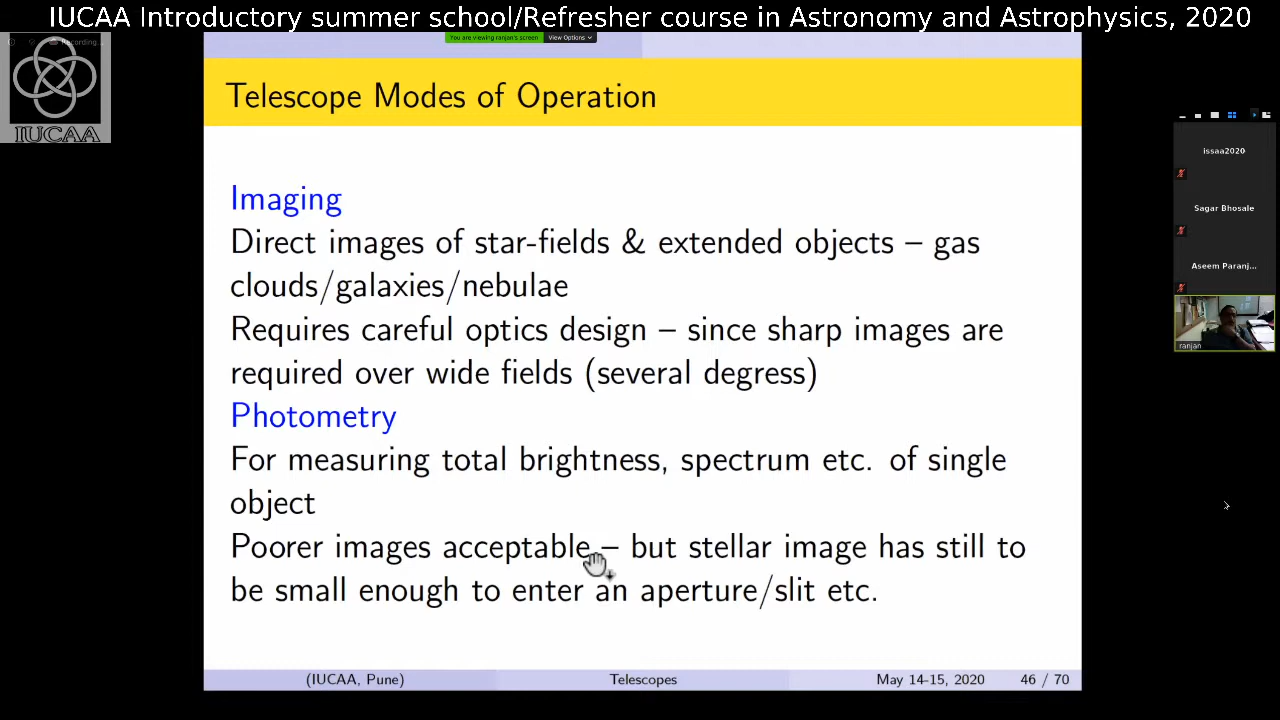 IUCAA Introductory summer school/Refresher course in Astronomy and Astrophysics, 2020
You are viewing ranjan's screen
View Options
Recording...
IUCAA
Telescope Modes of Operation
Imaging
Direct images of star-fields & extended objects – gas
clouds/galaxies/nebulae
Requires careful optics design – since sharp images are
required over wide fields (several degress)
Photometry
For measuring total brightness, spectrum etc. of single
object
Poorer images acceptable – but stellar image has still to
be small enough to enter an aperture/slit etc.
(IUCAA, Pune)
Telescopes
May 14-15, 2020
46 / 70
issaa2020
Sagar Bhosale
Aseem Paranj...
ranjan